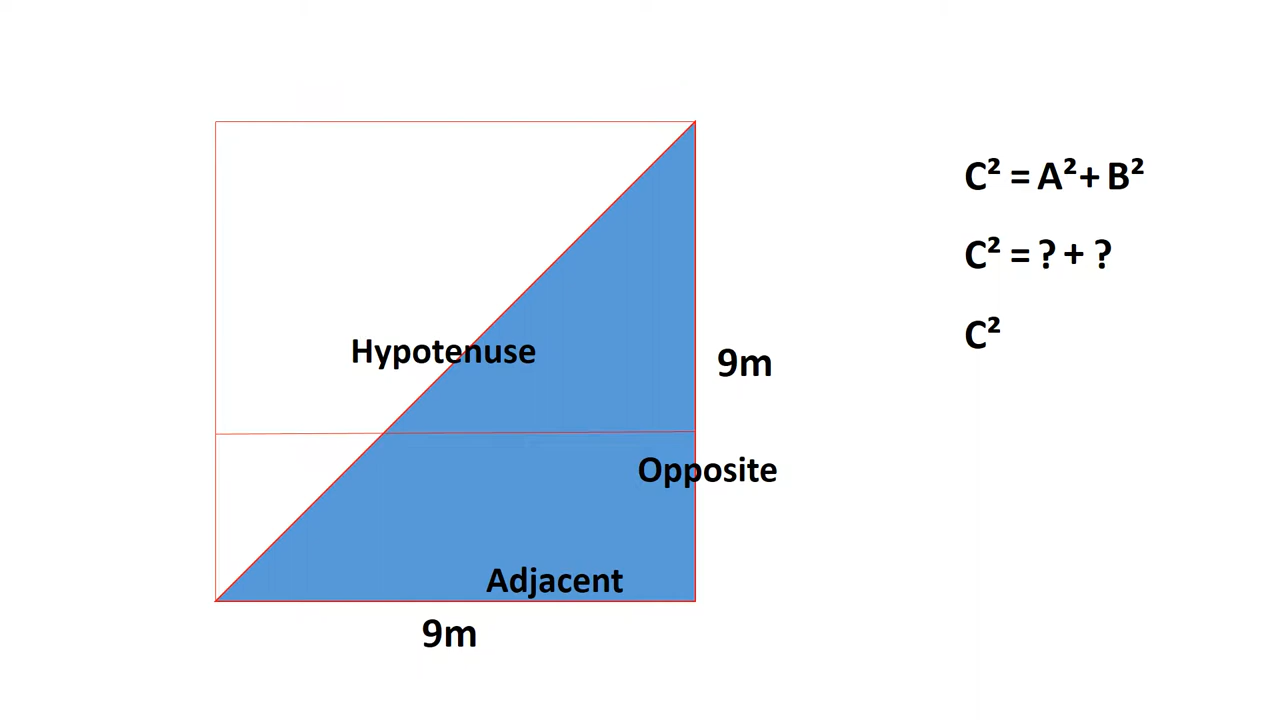 C² = A²+ B²
C² = ? + ?
C²
Hypotenuse
9m
Opposite
Adjacent
9m